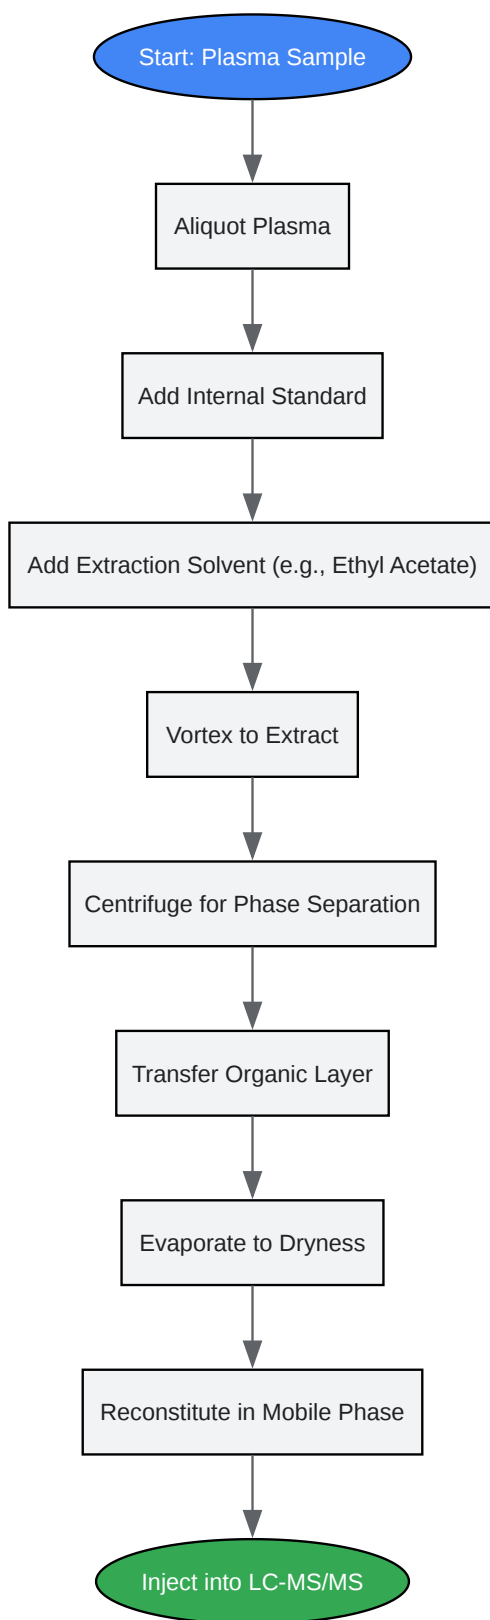 Start: Plasma Sample
Aliquot Plasma
Add Internal Standard
Add Extraction Solvent (e.g., Ethyl Acetate)
Vortex to Extract
Centrifuge for Phase Separation
Transfer Organic Layer
Evaporate to Dryness
Reconstitute in Mobile Phase
Inject into LC-MS/MS